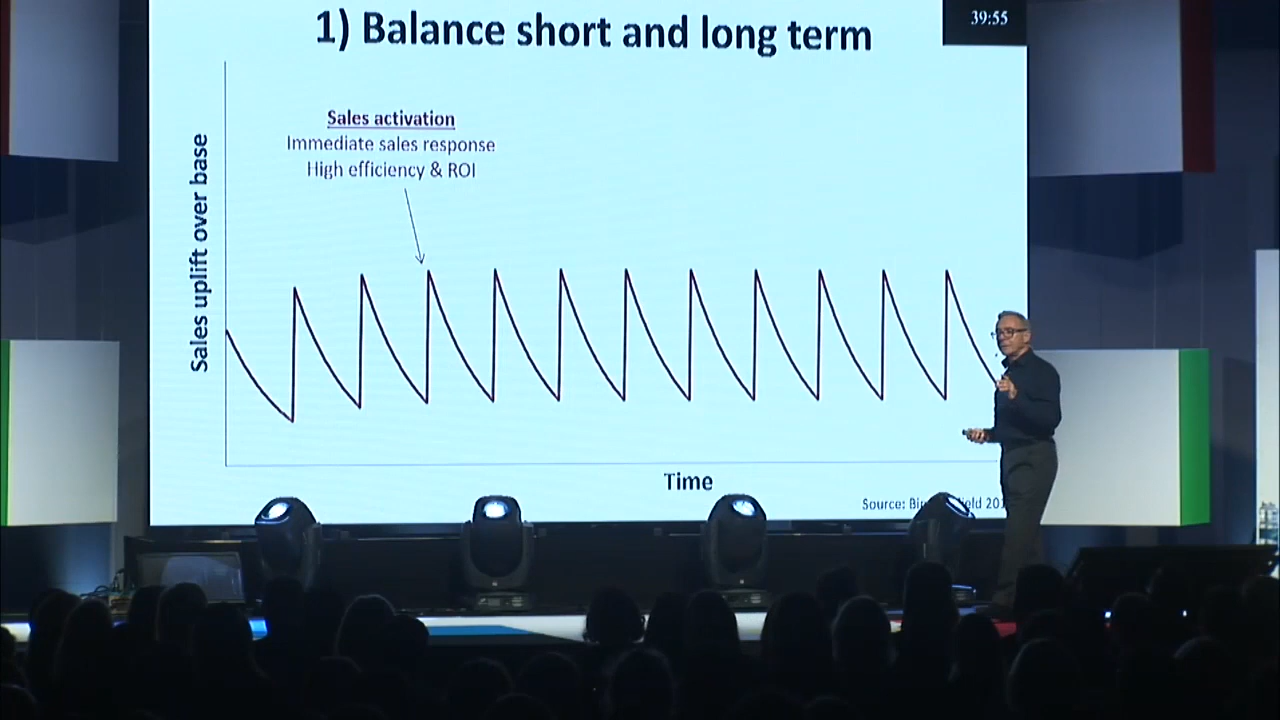 39:55
1) Balance short and long term
Sales activation
Immediate sales response
High efficiency & ROI
Sales uplift over base
Time
Source: